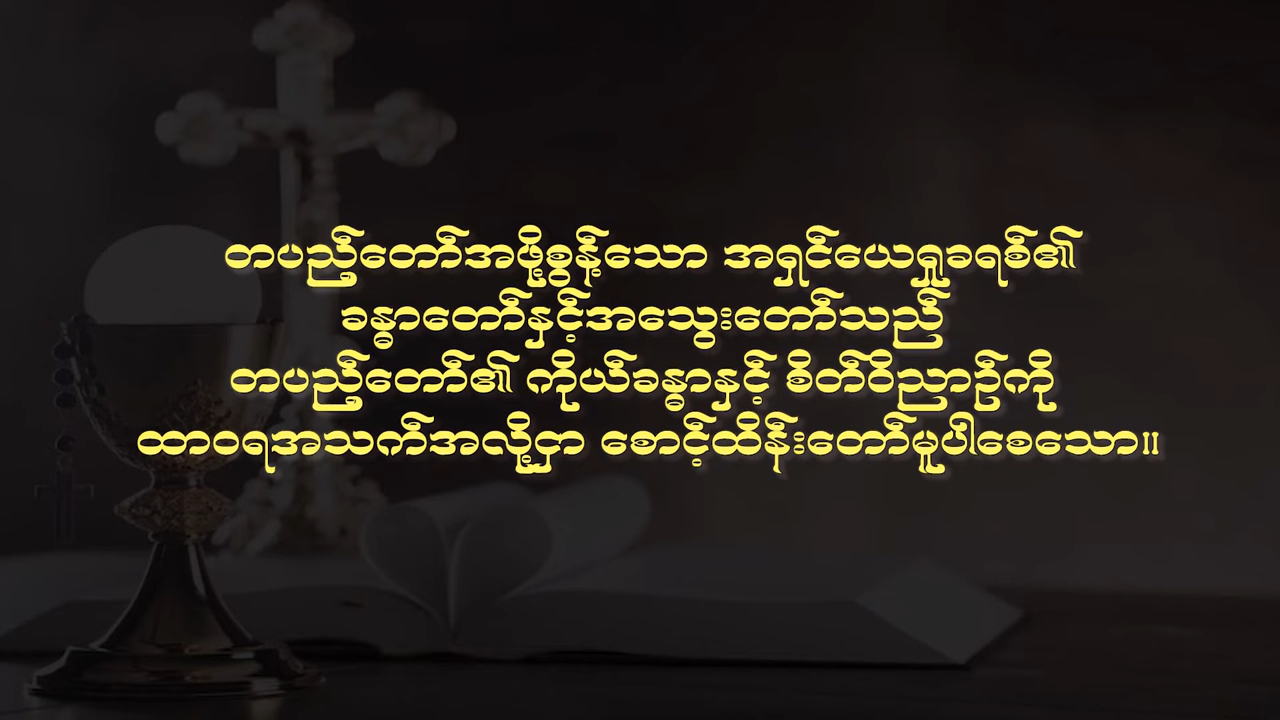 တပည့်တော်အဖို့စွန့်သော အရှင်ယေရှုခရစ်၏
ခန္ဓာတော်နှင့်အသွေးတော်သည်
တပည့်တော်၏ ကိုယ်ခန္ဓာနှင့် စိတ်ဝိညာဉ်ကို
ထာဝရအသက်အလို့ငှာ စောင့်ထိန်းတော်မူပါစေသော။